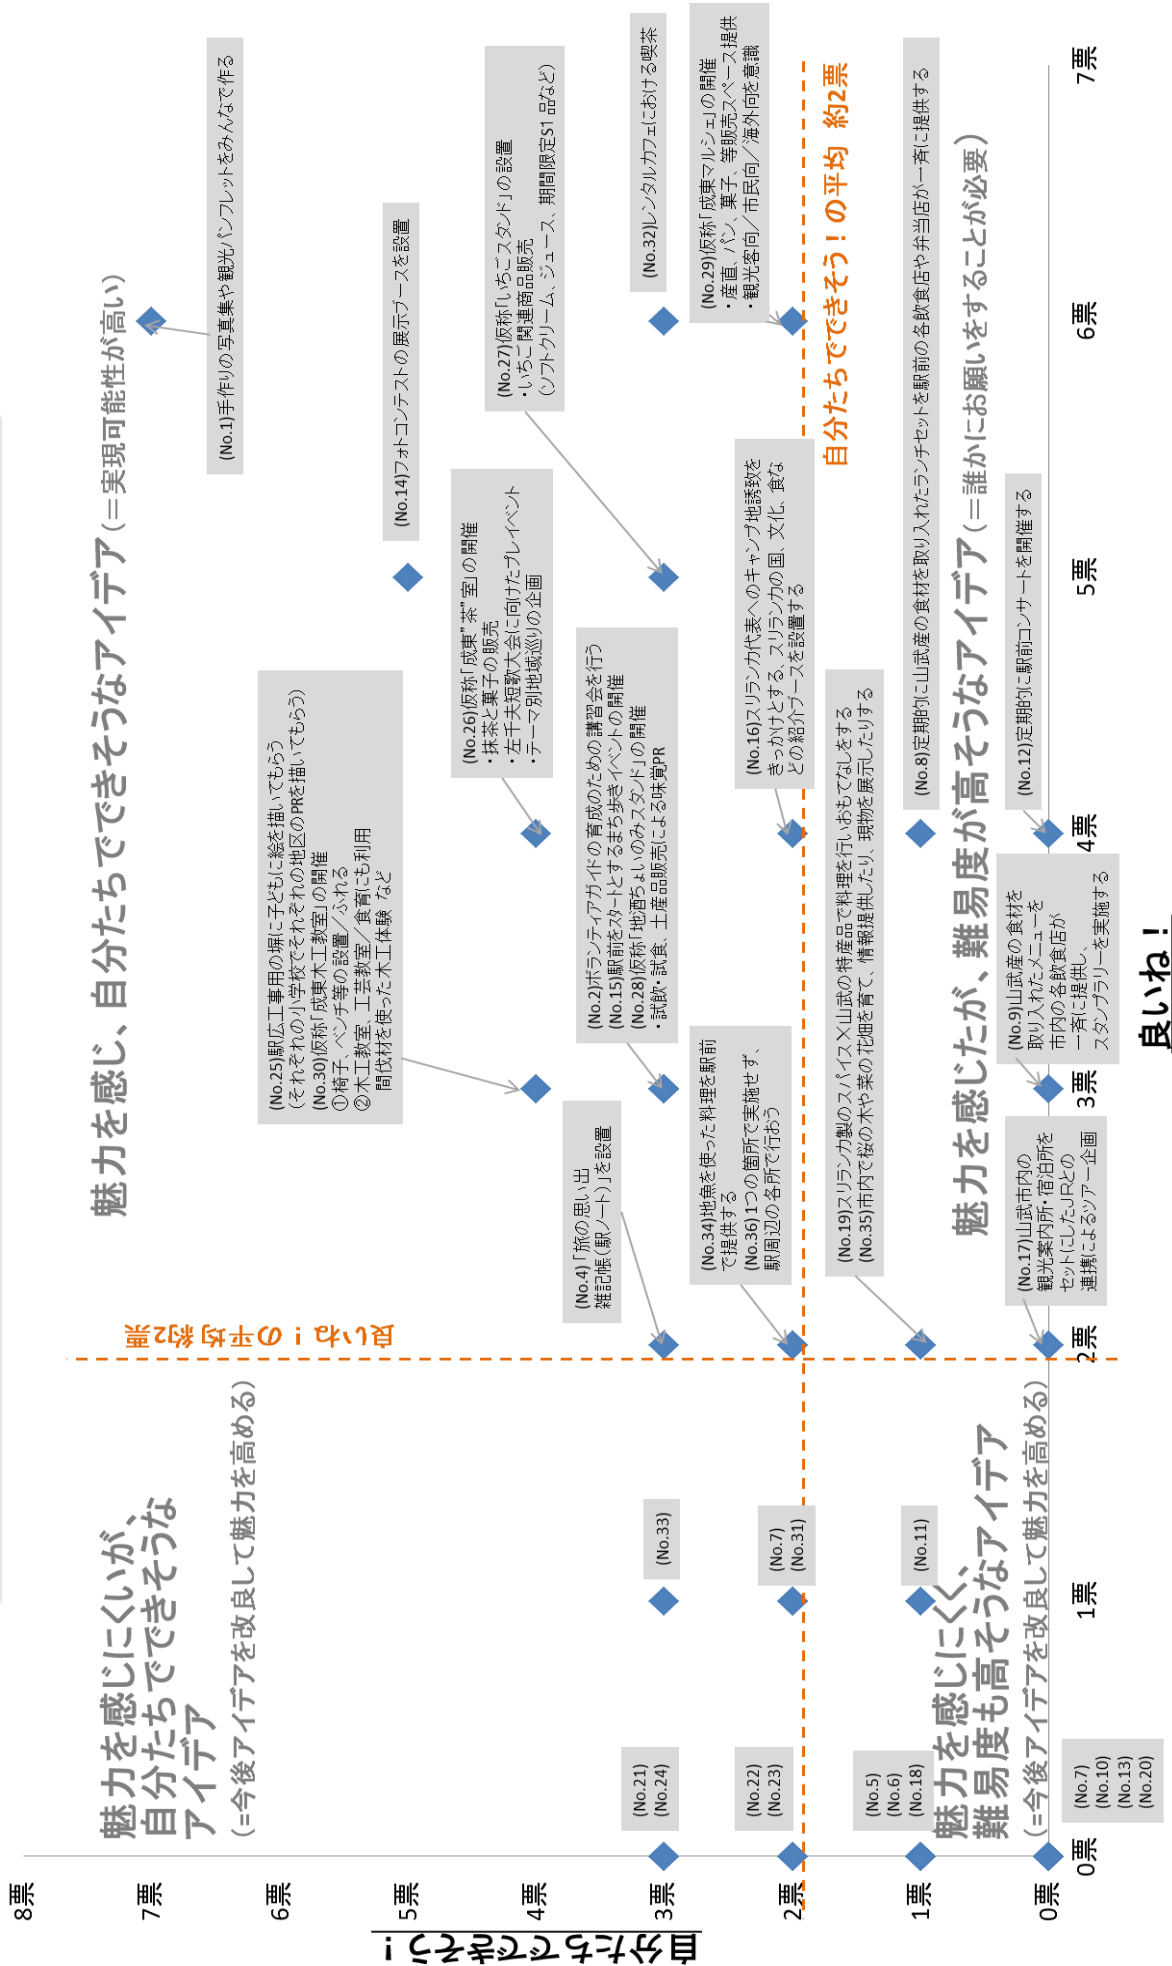 魅力を感じにくいが、
自分たちでできそうな
アイデア
（=今後アイデアを改良して魅力を高める）
魅力を感じ、自分たちでできそうなアイデア（＝実現可能性が高い）
良いね！の平均約2票
8票
7票
6票
5票
4票
3票
2票
1票
0票
自分たちでできそう！
(No.1)手作りの写真集や観光パンフレットをみんなで作る
(No.14)フォトコンテストの展示ブースを設置
(No.25)駅広工事用の塀に子どもに絵を描いてもらう
（それぞれの小学校でそれぞれの地区のPRを描いてもらう）
(No.30)仮称「成東木工教室」の開催
①椅子、ベンチ等の設置／ふれる
②木工教室、工芸教室／食育にも利用
間伐材を使った木工体験 など
(No.26)仮称「成東”茶”室」の開催
・抹茶と菓子の販売
・左千夫短歌大会に向けたプレイベント
・テーマ別地域巡りの企画
(No.27)仮称「いちごスタンド」の設置
・いちご関連商品販売
（ソフトクリーム、ジュース、期間限定S1品など）
(No.4)「旅の思い出
雑記帳(駅ノート)」を設置
(No.2)ボランティアガイドの育成のための講習会を行う
(No.15)駅前をスタートとするまち歩きイベントの開催
(No.28)仮称「地酒ちょいのみスタンド」の開催
・試飲・試食、土産品販売による味覚PR
(No.32)レンタルカフェにおける喫茶
(No.29)仮称「成東マルシェ」の開催
・産直、パン、菓子、等販売スペース提供
・観光客向／市民向／海外向を意識
(No.34)地魚を使った料理を駅前
で提供する
(No.36)1つの箇所で実施せず、
駅周辺の各所で行おう
(No.16)スリランカ代表へのキャンプ地誘致を
きっかけとする、スリランカの国、文化、食な
どの紹介ブースを設置する
自分たちでできそう！の平均 約2票
(No.33)
(No.7)
(No.31)
(No.11)
(No.21)
(No.24)
(No.22)
(No.23)
(No.5)
(No.6)
(No.18)
(No.19)スリランカ製のスパイス×山武の特産品で料理を行いおもてなしをする
(No.35)市内で桜の木や菜の花畑を育て、情報提供したり、現物を展示したりする
(No.8)定期的に山武産の食材を取り入れたランチセットを駅前の各飲食店や弁当店が一斉に提供する
魅力を感じにくく、
難易度も高そうなアイデア
（=今後アイデアを改良して魅力を高める）
魅力を感じたが、難易度が高そうなアイデア（＝誰かにお願いをすることが必要）
(No.17)山武市内の
観光案内所・宿泊所を
セットにしたJRとの
連携によるツアー企画
(No.9)山武産の食材を
取り入れたメニューを
市内の各飲食店が
一斉に提供し、
スタンプラリーを実施する
(No.12)定期的に駅前コンサートを開催する
(No.7)
(No.10)
(No.13)
(No.20)
0票
1票
2票
3票
4票
5票
6票
7票
良いね！